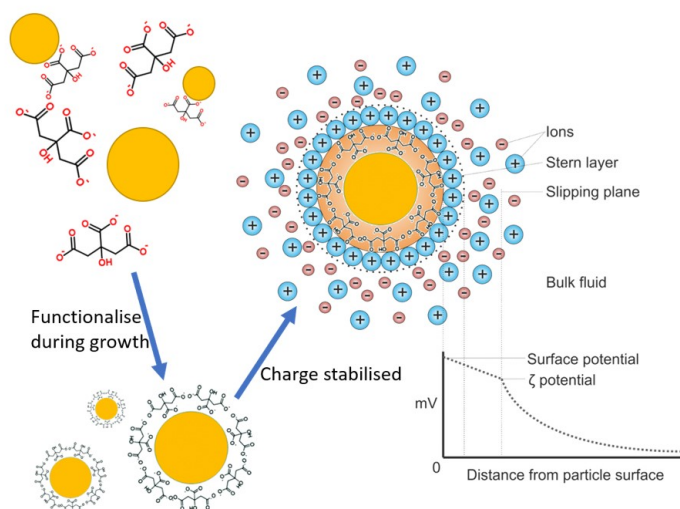 Functionalise
during growth
Charge stabilised
Ions
Stern layer
Slipping plane
Bulk fluid
Surface potential
ζ potential
mV
0
Distance from particle surface